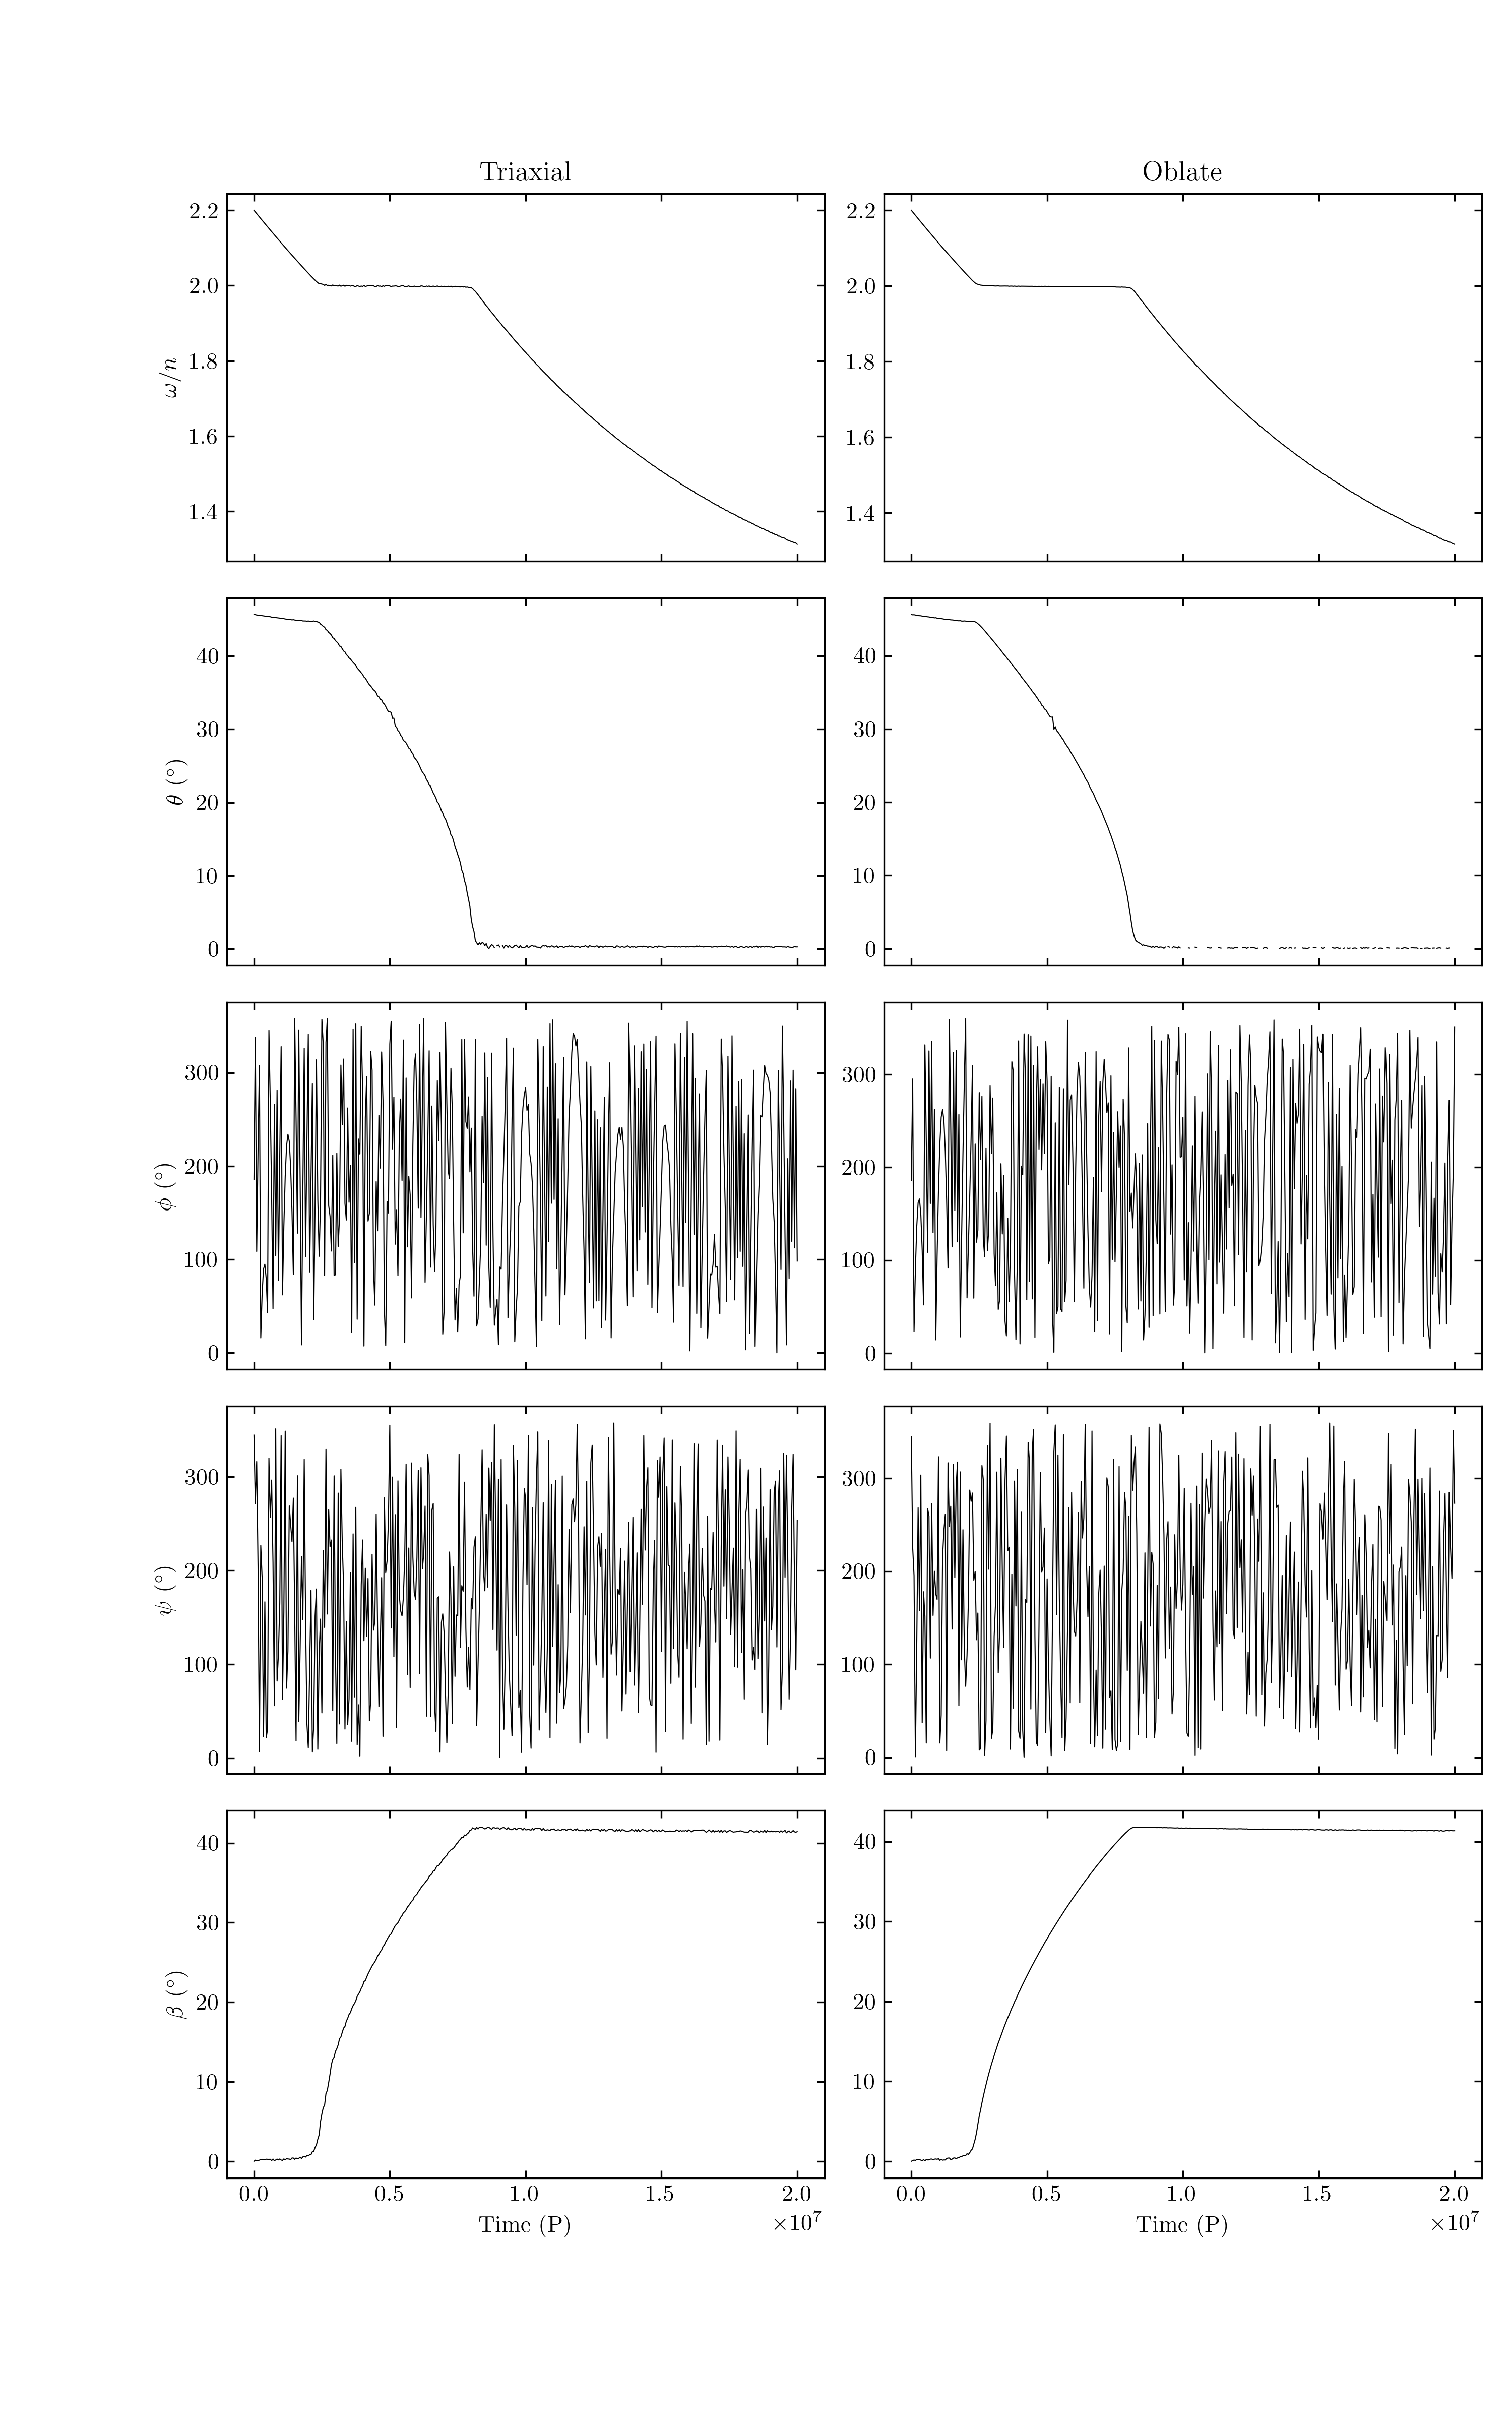 Triaxial Oblate
2.2 2.2
2.0 2.0
ω/n 1.8 1.8
1.6 1.6
1.4 1.4
40 40
30 30
θ (°) 20 20
10 10
0 0
300 300
ϕ (°) 200 200
100 100
0 0
300 300
ψ (°) 200 200
100 100
0 0
40 40
30 30
β (°) 20 20
10 10
0 0
0.0 0.5 1.0 1.5 2.0 0.0 0.5 1.0 1.5 2.0
Time (P) ×10⁷ Time (P) ×10⁷